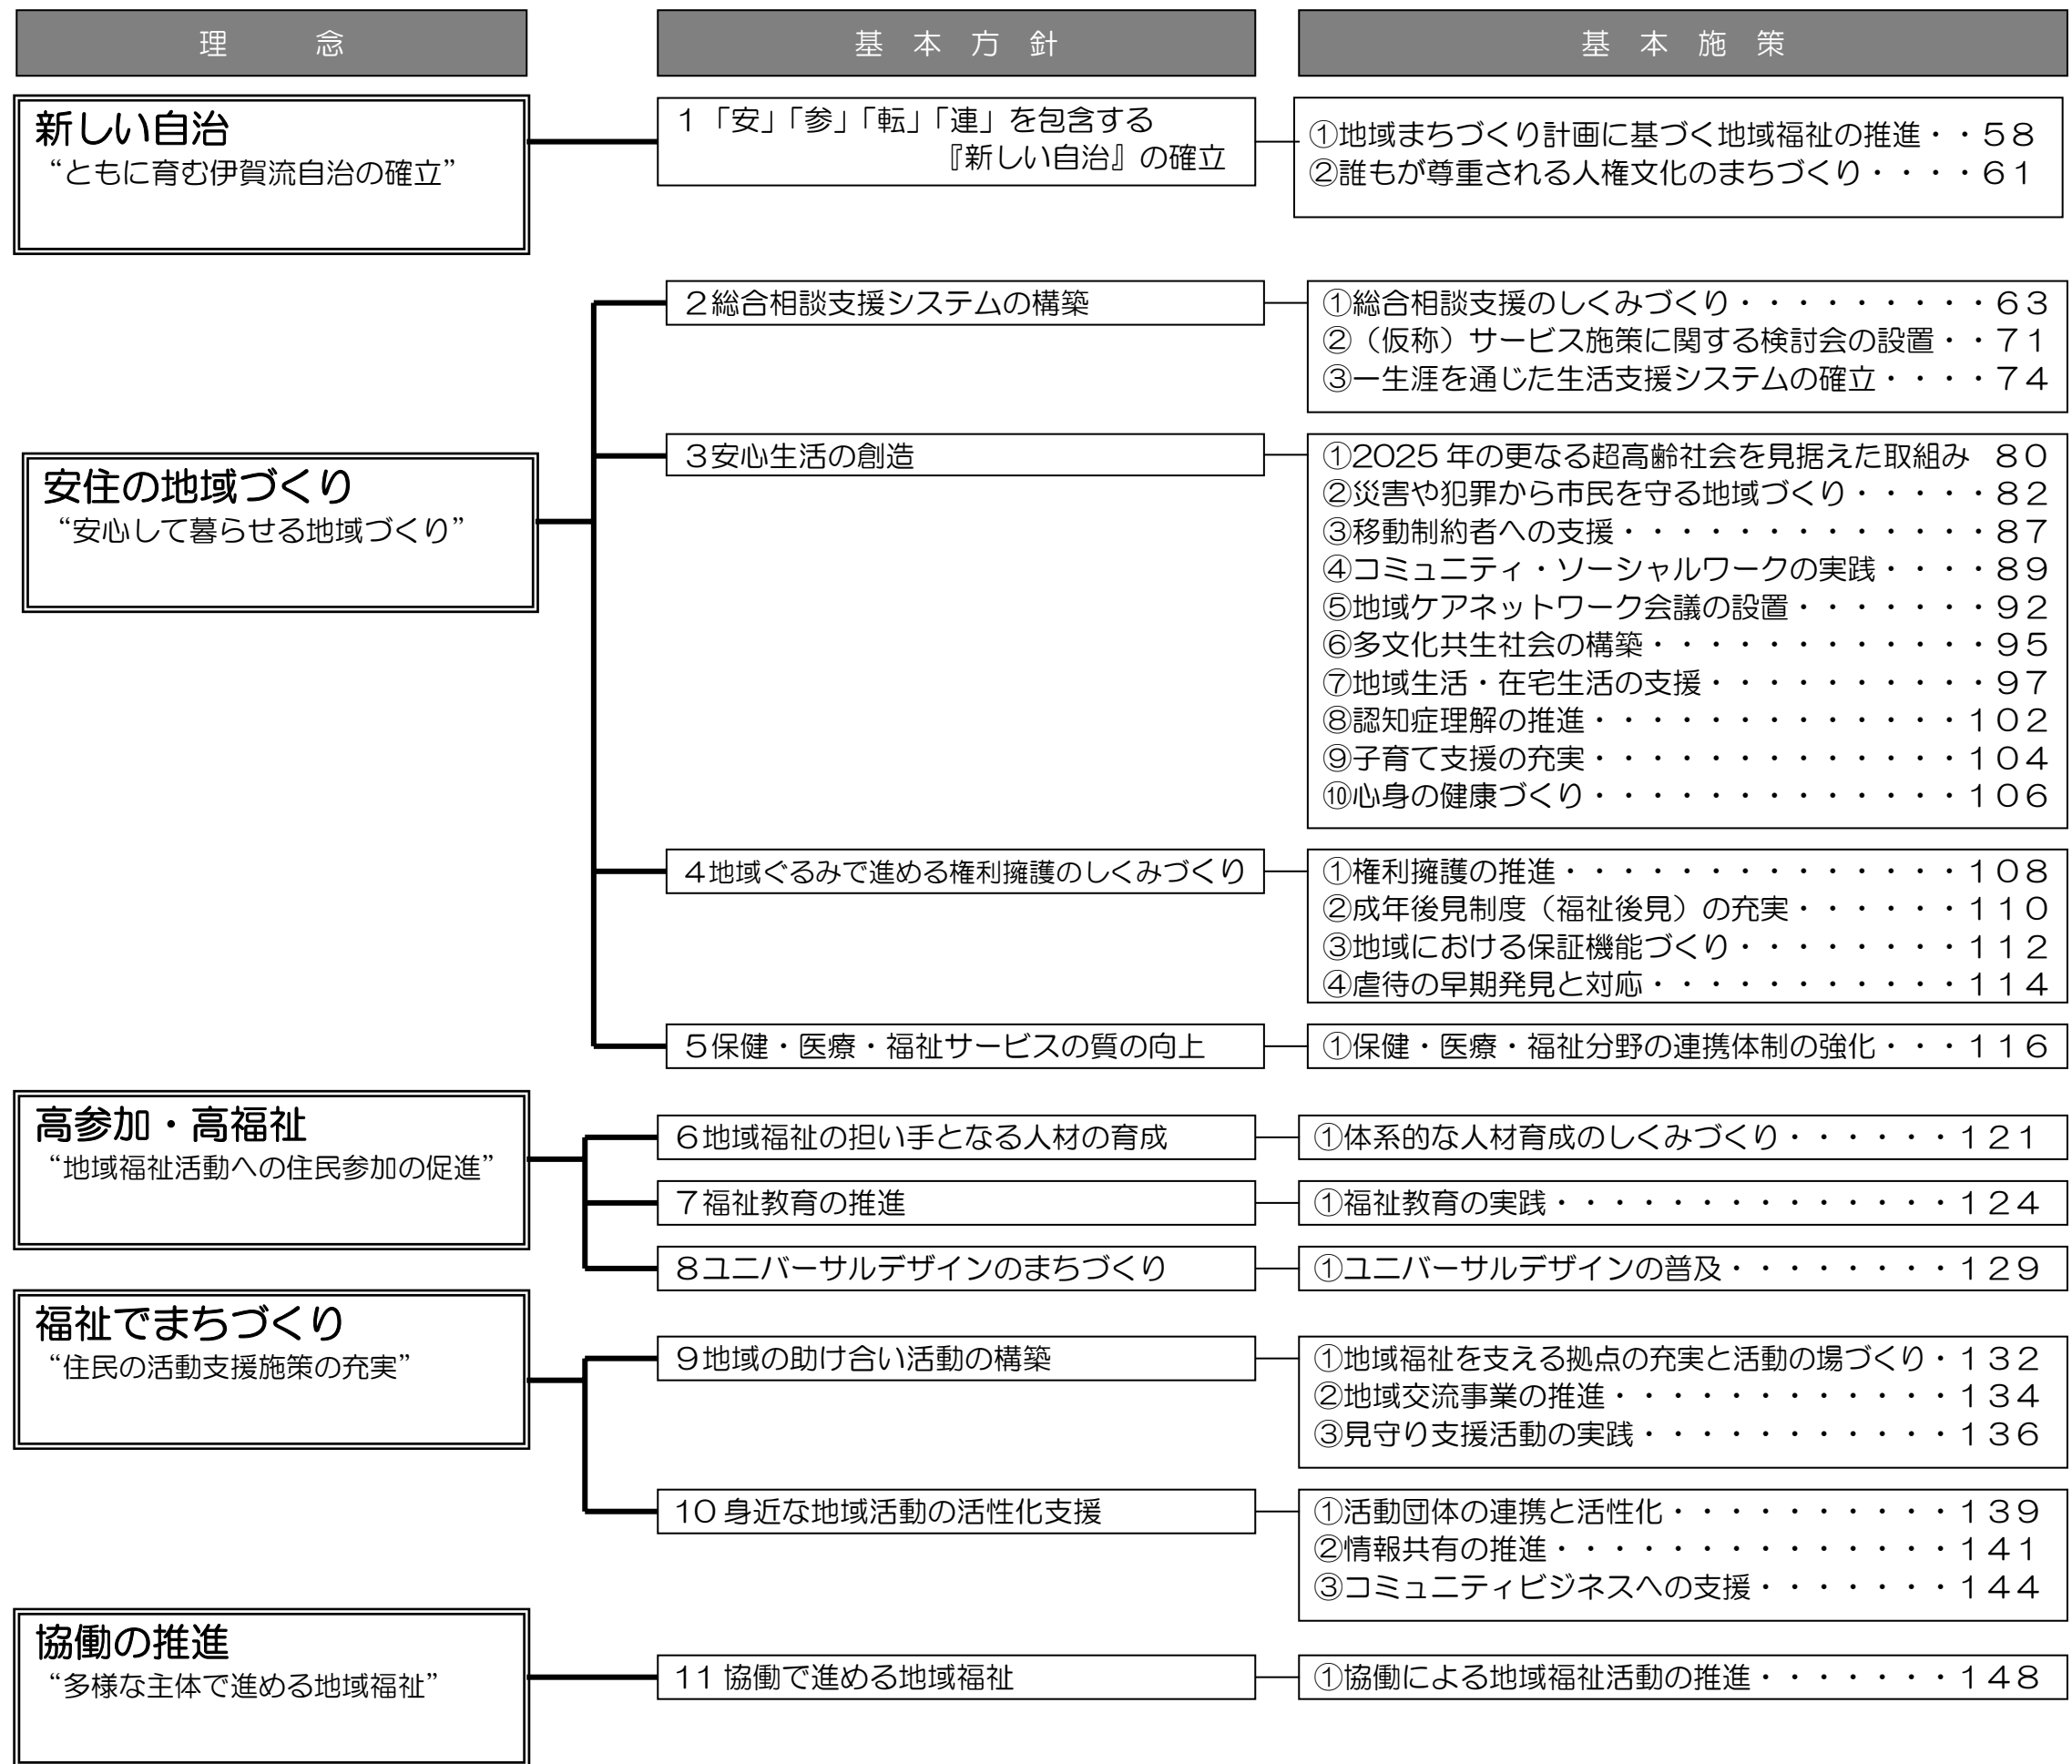 理　　　念
基　本　方　針
基　本　施　策
新しい自治
“ともに育む伊賀流自治の確立”
１「安」「参」「転」「連」を包含する
『新しい自治』の確立
①地域まちづくり計画に基づく地域福祉の推進・・５８
②誰もが尊重される人権文化のまちづくり・・・・６１
安住の地域づくり
“安心して暮らせる地域づくり”
２総合相談支援システムの構築
①総合相談支援のしくみづくり・・・・・・・・・６３
②（仮称）サービス施策に関する検討会の設置・・７１
③一生涯を通じた生活支援システムの確立・・・・７４
３安心生活の創造
①2025 年の更なる超高齢社会を見据えた取組み ８０
②災害や犯罪から市民を守る地域づくり・・・・・８２
③移動制約者への支援・・・・・・・・・・・・・８７
④コミュニティ・ソーシャルワークの実践・・・・８９
⑤地域ケアネットワーク会議の設置・・・・・・・９２
⑥多文化共生社会の構築・・・・・・・・・・・・９５
⑦地域生活・在宅生活の支援・・・・・・・・・・９７
⑧認知症理解の推進・・・・・・・・・・・・・１０２
⑨子育て支援の充実・・・・・・・・・・・・・１０４
⑩心身の健康づくり・・・・・・・・・・・・・１０６
４地域ぐるみで進める権利擁護のしくみづくり
①権利擁護の推進・・・・・・・・・・・・・・１０８
②成年後見制度（福祉後見）の充実・・・・・・１１０
③地域における保証機能づくり・・・・・・・・１１２
④虐待の早期発見と対応・・・・・・・・・・・１１４
５保健・医療・福祉サービスの質の向上
①保健・医療・福祉分野の連携体制の強化・・・１１６
高参加・高福祉
“地域福祉活動への住民参加の促進”
６地域福祉の担い手となる人材の育成
①体系的な人材育成のしくみづくり・・・・・・１２１
７福祉教育の推進
①福祉教育の実践・・・・・・・・・・・・・・１２４
８ユニバーサルデザインのまちづくり
①ユニバーサルデザインの普及・・・・・・・・１２９
福祉でまちづくり
“住民の活動支援施策の充実”
９地域の助け合い活動の構築
①地域福祉を支える拠点の充実と活動の場づくり・１３２
②地域交流事業の推進・・・・・・・・・・・・１３４
③見守り支援活動の実践・・・・・・・・・・・１３６
10 身近な地域活動の活性化支援
①活動団体の連携と活性化・・・・・・・・・・１３９
②情報共有の推進・・・・・・・・・・・・・・１４１
③コミュニティビジネスへの支援・・・・・・・１４４
協働の推進
“多様な主体で進める地域福祉”
11 協働で進める地域福祉
①協働による地域福祉活動の推進・・・・・・・１４８